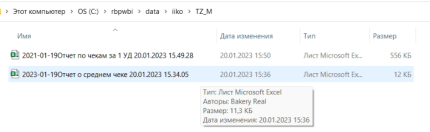 Этот компьютер > OS (C:) > rbpwbi > data > iiko > TZ_M
Имя Дата изменения Тип Размер
2021-01-19Отчет по чекам за 1 УД 20.01.2023 15.49.28 20.01.2023 15:50 Лист Microsoft Ex... 556 КБ
2023-01-19Отчет о среднем чеке 20.01.2023 15.34.05 20.01.2023 15:36 Лист Microsoft Ex... 12 КБ
Тип: Лист Microsoft Excel
Авторы: Bakery Real
Размер: 11,3 КБ
Дата изменения: 20.01.2023 15:36